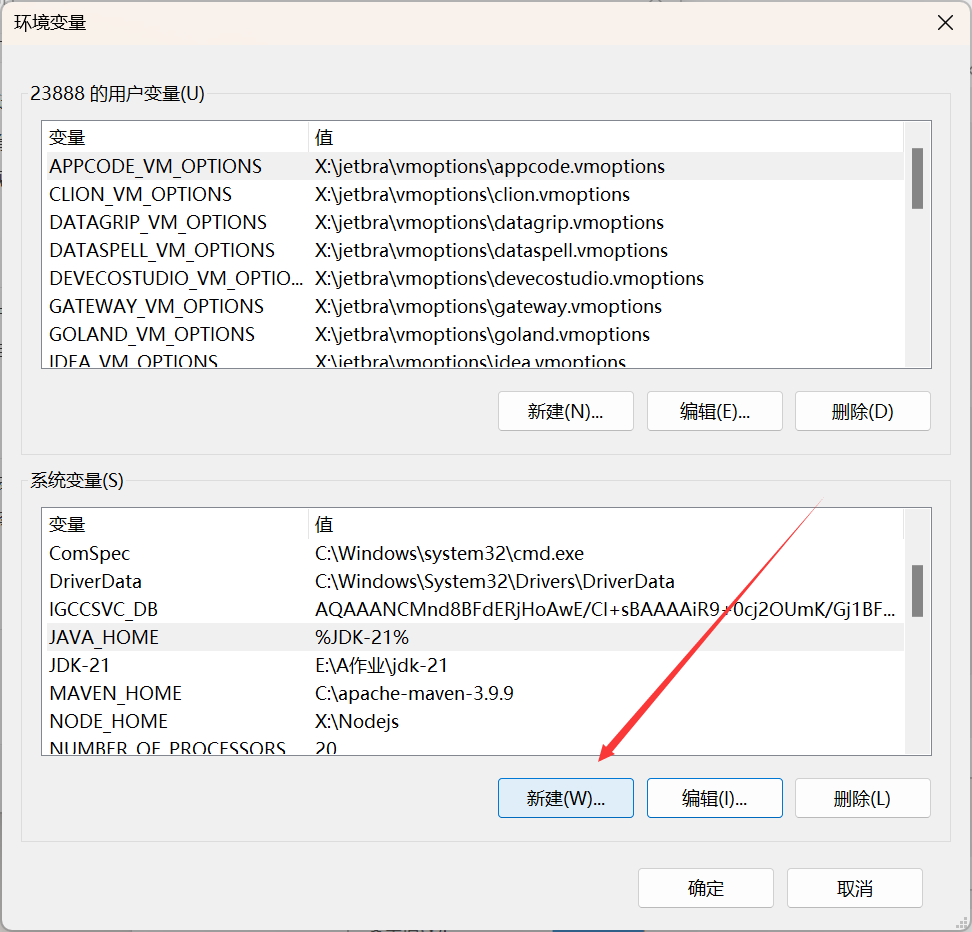 环境变量
23888 的用户变量(U)
变量 值
APPCODE_VM_OPTIONS X:\jetbra\vmoptions\appcode.vmoptions
CLION_VM_OPTIONS X:\jetbra\vmoptions\clion.vmoptions
DATAGRIP_VM_OPTIONS X:\jetbra\vmoptions\datagrip.vmoptions
DATASPELL_VM_OPTIONS X:\jetbra\vmoptions\dataspell.vmoptions
DEVECOSTUDIO_VM_OPTIO... X:\jetbra\vmoptions\devecostudio.vmoptions
GATEWAY_VM_OPTIONS X:\jetbra\vmoptions\gateway.vmoptions
GOLAND_VM_OPTIONS X:\jetbra\vmoptions\goland.vmoptions
IDEA_VM_OPTIONS X:\jetbra\vmoptions\idea.vmoptions
新建(N)... 编辑(E)... 删除(D)
系统变量(S)
变量 值
ComSpec C:\Windows\system32\cmd.exe
DriverData C:\Windows\System32\Drivers\DriverData
IGCCSVC_DB AQAAANCMnd8BFdERjHoAwE/Cl+sBAAAAiR9+0cj2OUmK/Gj1BF...
JAVA_HOME %JDK-21%
JDK-21 E:\A作业\jdk-21
MAVEN_HOME C:\apache-maven-3.9.9
NODE_HOME X:\Nodejs
NUMBER_OF_PROCESSORS 20
新建(W)... 编辑(I)... 删除(L)
确定 取消